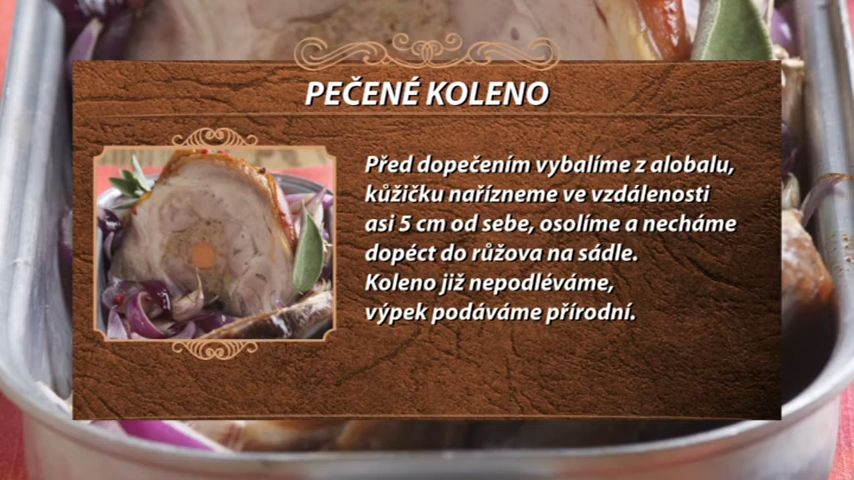 PEČENÉ KOLENO
Před dopečením vybalíme z alobalu,
kůžičku nařízneme ve vzdálenosti
asi 5 cm od sebe, osolíme a necháme
dopéct do růžova na sádle.
Koleno již nepodléváme,
výpek podáváme přírodní.